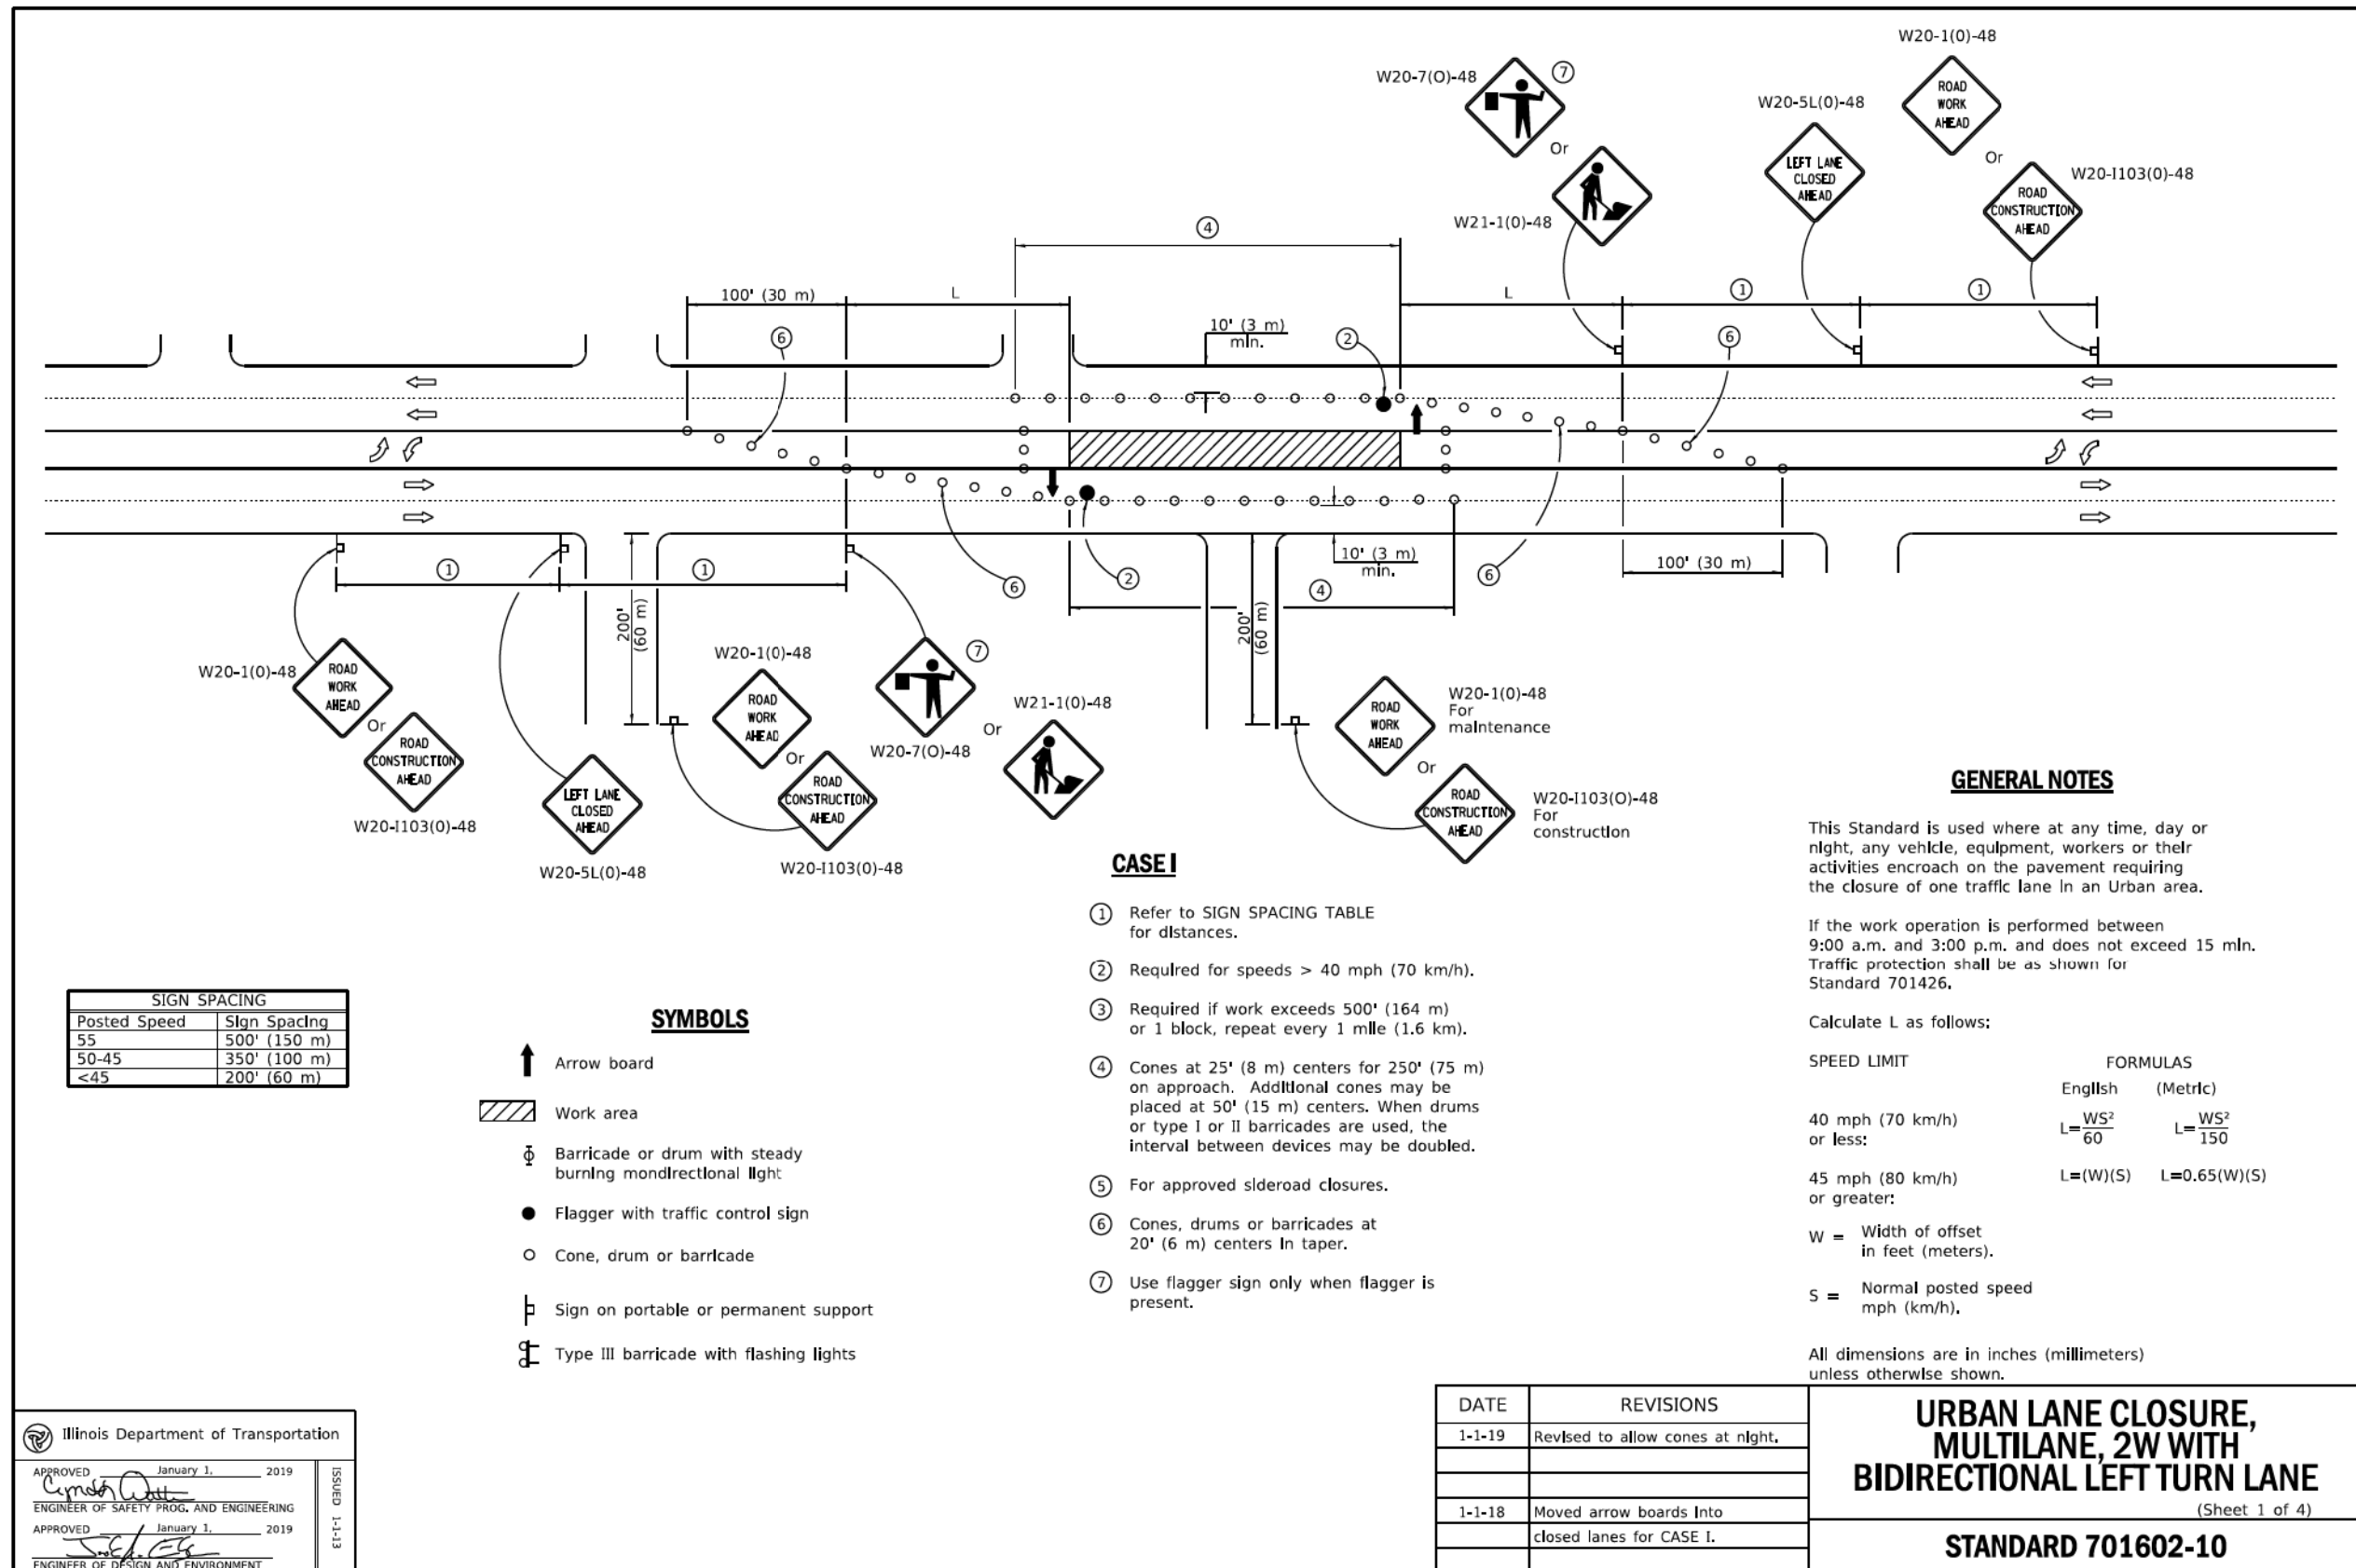 W20-1(0)-48
W20-7(O)-48
7
ROAD
WORK
AHEAD
W20-5L(0)-48
Or
Or
W20-I103(0)-48
LEFT LANE
CLOSED
AHEAD
ROAD
CONSTRUCTION
AHEAD
W21-1(0)-48
4
100' (30 m)
L
L
1
1
10' (3 m)
min.
6
2
6
10' (3 m)
min.
100' (30 m)
1
1
6
2
4
6
200'
(60 m)
200'
(60 m)
W20-1(0)-48
ROAD
WORK
AHEAD
Or
ROAD
CONSTRUCTION
AHEAD
W20-I103(0)-48
LEFT LANE
CLOSED
AHEAD
W20-5L(0)-48
W20-1(0)-48
ROAD
WORK
AHEAD
Or
ROAD
CONSTRUCTION
AHEAD
W20-I103(0)-48
7
W20-7(O)-48
Or
W21-1(0)-48
ROAD
WORK
AHEAD
W20-1(0)-48
For
maintenance
Or
ROAD
CONSTRUCTION
AHEAD
W20-I103(O)-48
For
construction
SIGN SPACING
Posted Speed Sign Spacing
55 500' (150 m)
50-45 350' (100 m)
<45 200' (60 m)
SYMBOLS
Arrow board
Work area
Barricade or drum with steady
burning mondirectional light
Flagger with traffic control sign
Cone, drum or barricade
Sign on portable or permanent support
Type III barricade with flashing lights
CASE I
1 Refer to SIGN SPACING TABLE
for distances.
2 Required for speeds > 40 mph (70 km/h).
3 Required if work exceeds 500' (164 m)
or 1 block, repeat every 1 mile (1.6 km).
4 Cones at 25' (8 m) centers for 250' (75 m)
on approach. Additional cones may be
placed at 50' (15 m) centers. When drums
or type I or II barricades are used, the
interval between devices may be doubled.
5 For approved sideroad closures.
6 Cones, drums or barricades at
20' (6 m) centers in taper.
7 Use flagger sign only when flagger is
present.
GENERAL NOTES
This Standard is used where at any time, day or
night, any vehicle, equipment, workers or their
activities encroach on the pavement requiring
the closure of one traffic lane in an Urban area.
If the work operation is performed between
9:00 a.m. and 3:00 p.m. and does not exceed 15 min.
Traffic protection shall be as shown for
Standard 701426.
Calculate L as follows:
SPEED LIMIT FORMULAS
English (Metric)
40 mph (70 km/h)
or less:
L=WS²/60 L=WS²/150
45 mph (80 km/h)
or greater:
L=(W)(S) L=0.65(W)(S)
W = Width of offset
in feet (meters).
S = Normal posted speed
mph (km/h).
All dimensions are in inches (millimeters)
unless otherwise shown.
Illinois Department of Transportation
APPROVED January 1, 2019
ENGINEER OF SAFETY PROG. AND ENGINEERING
APPROVED January 1, 2019
ENGINEER OF DESIGN AND ENVIRONMENT
ISSUED 1-1-13
DATE REVISIONS
1-1-19 Revised to allow cones at night.
1-1-18 Moved arrow boards into
closed lanes for CASE I.
URBAN LANE CLOSURE,
MULTILANE, 2W WITH
BIDIRECTIONAL LEFT TURN LANE
(Sheet 1 of 4)
STANDARD 701602-10